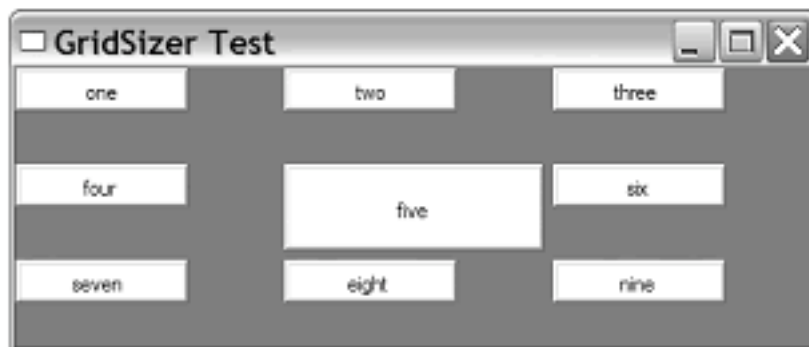 GridSizer Test
one two three
four five six
seven eight nine